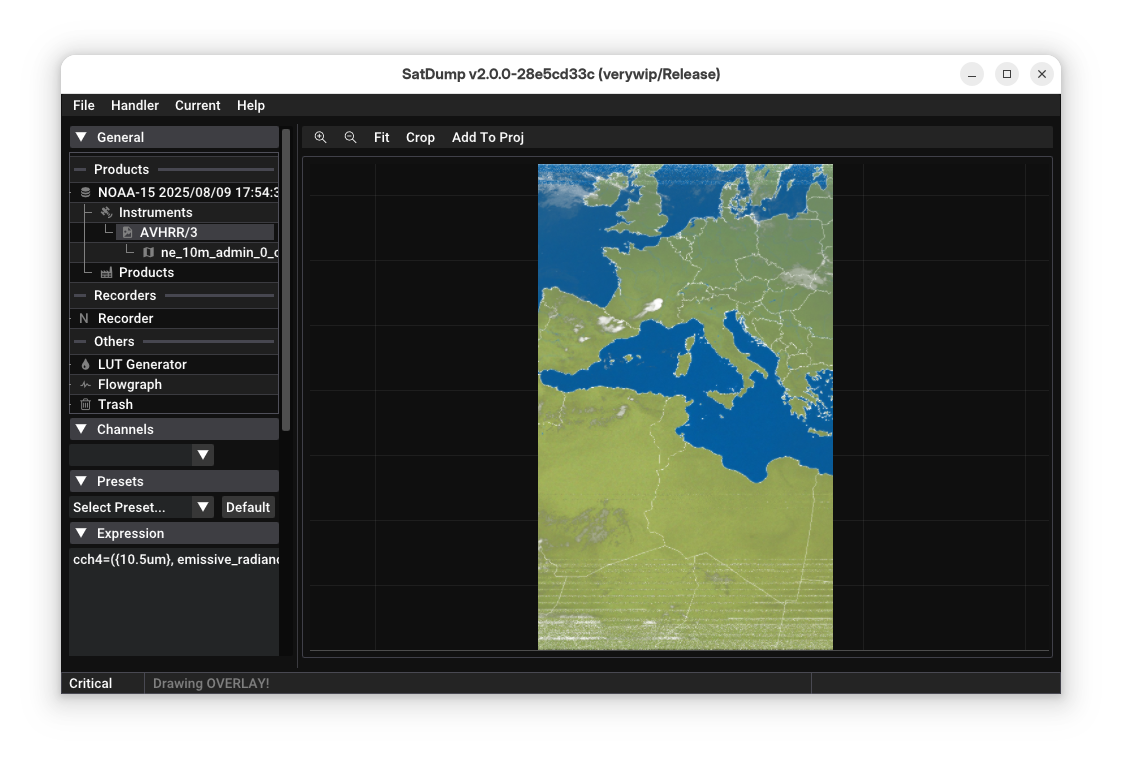 SatDump v2.0.0-28e5cd33c (verywip/Release)
File Handler Current Help
General
Products
NOAA-15 2025/08/09 17:54:3
Instruments
AVHRR/3
ne_10m_admin_0_c
Products
Recorders
N Recorder
Others
LUT Generator
Flowgraph
Trash
Channels
Presets
Select Preset... Default
Expression
cch4=({10.5um}, emissive_radianc
Fit Crop Add To Proj
Critical Drawing OVERLAY!